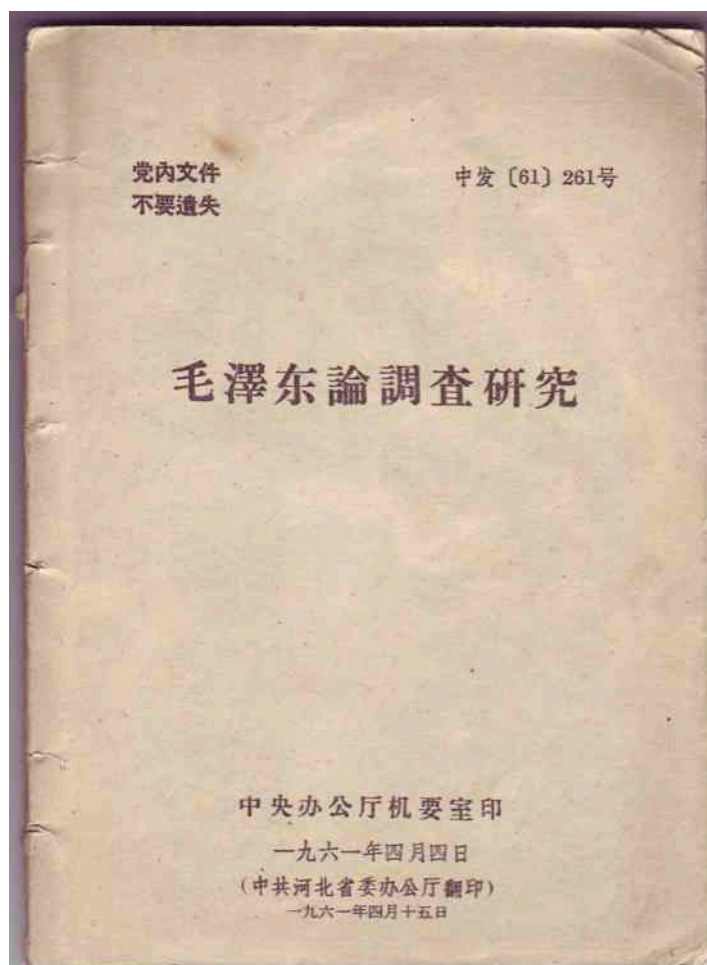 党内文件
不要遺失
中发〔61〕261号
毛澤东論調查研究
中央办公厅机要室印
一九六一年四月四日
(中共河北省委办公厅翻印)
一九六一年四月十五日